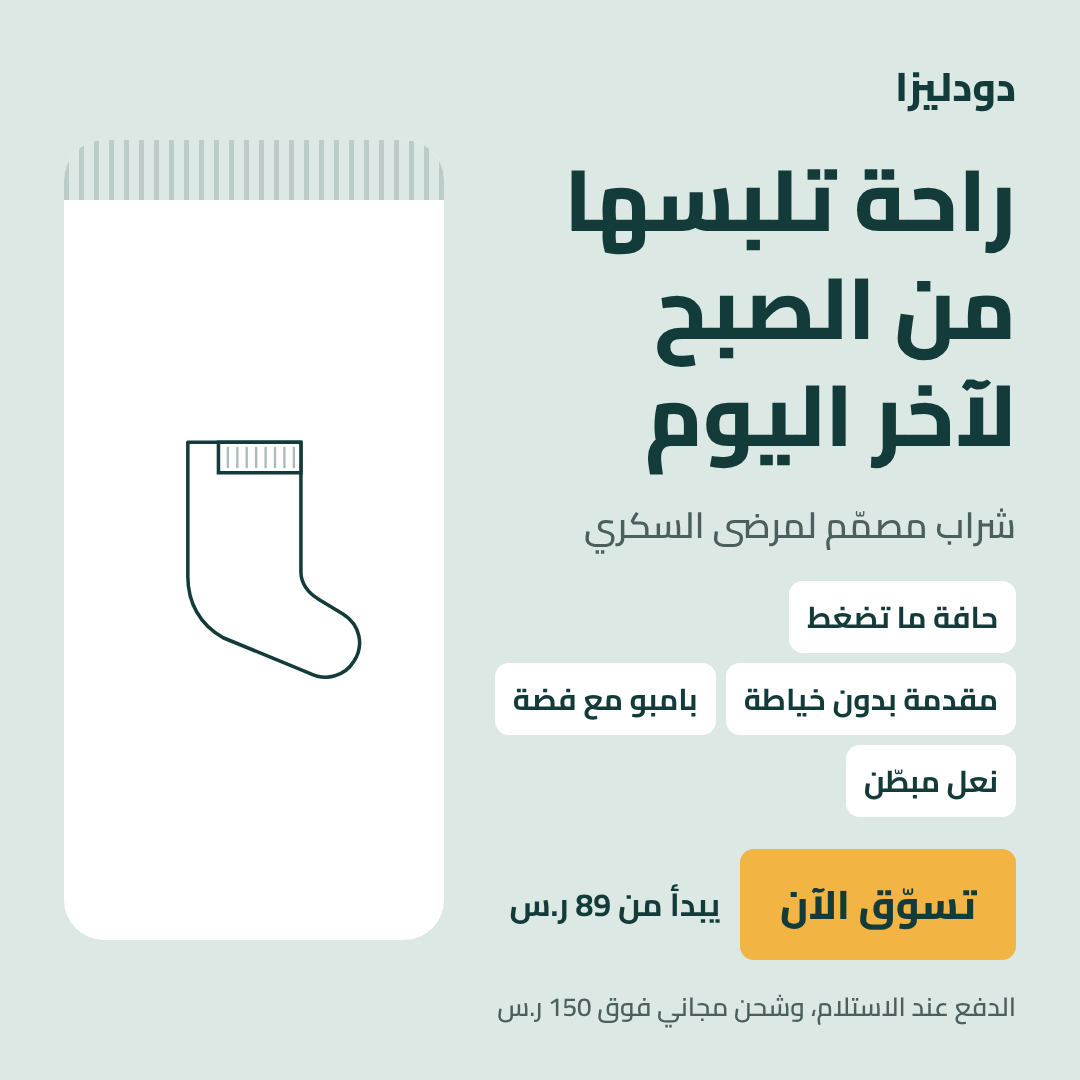 دودليزا
راحة تلبسها
من الصبح
لآخر اليوم
شراب مصمّم لمرضى السكري
حافة ما تضغط
مقدمة بدون خياطة
بامبو مع فضة
نعل مبطّن
تسوّق الآن
يبدأ من 89 ر.س
الدفع عند الاستلام، وشحن مجاني فوق 150 ر.س